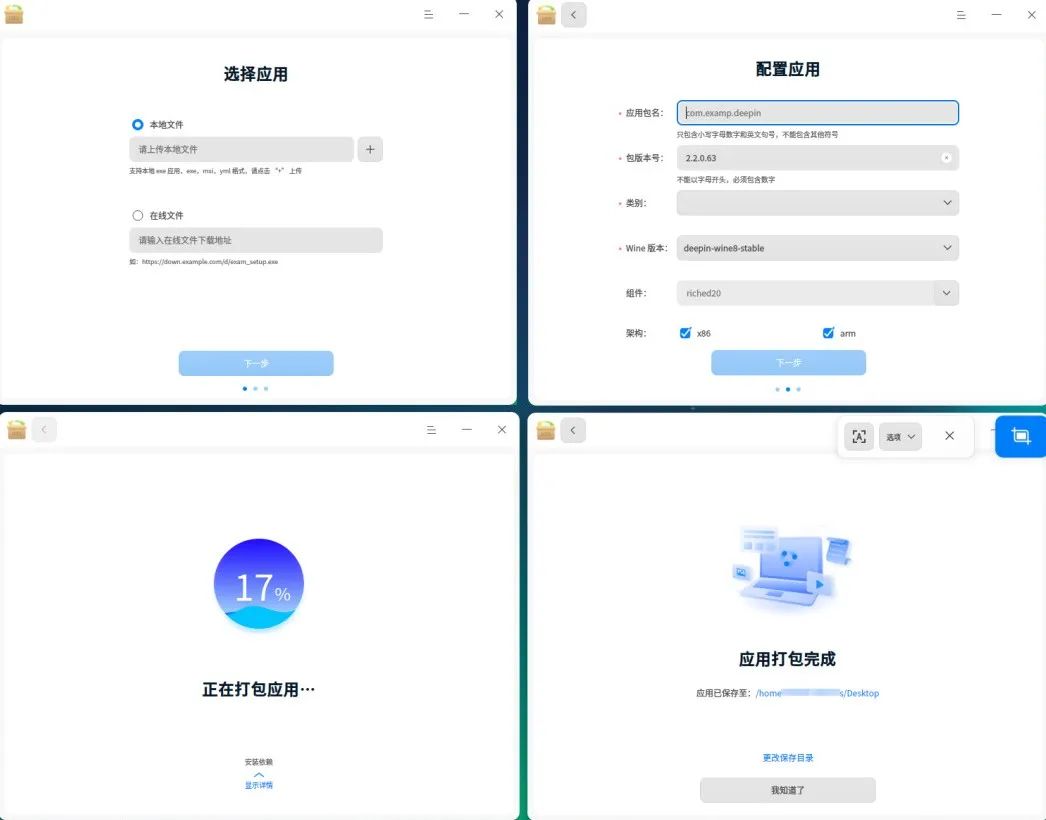 选择应用
本地文件
请上传本地文件
支持本地 exe 应用，exe，msi，yml 格式，请点击 “+” 上传
在线文件
请输入在线文件下载地址
如：https://down.example.com/d/exam_setup.exe
下一步
配置应用
* 应用包名：
com.examp.deepin
只包含小写字母数字和英文句号，不能包含其他符号
* 包版本号：
2.2.0.63
不能以字母开头，必须包含数字
* 类别：
* Wine 版本：
deepin-wine8-stable
组件：
riched20
架构：
x86
arm
下一步
17%
正在打包应用…
安装依赖
显示详情
选项
应用打包完成
应用已保存至：/home s/Desktop
更改保存目录
我知道了